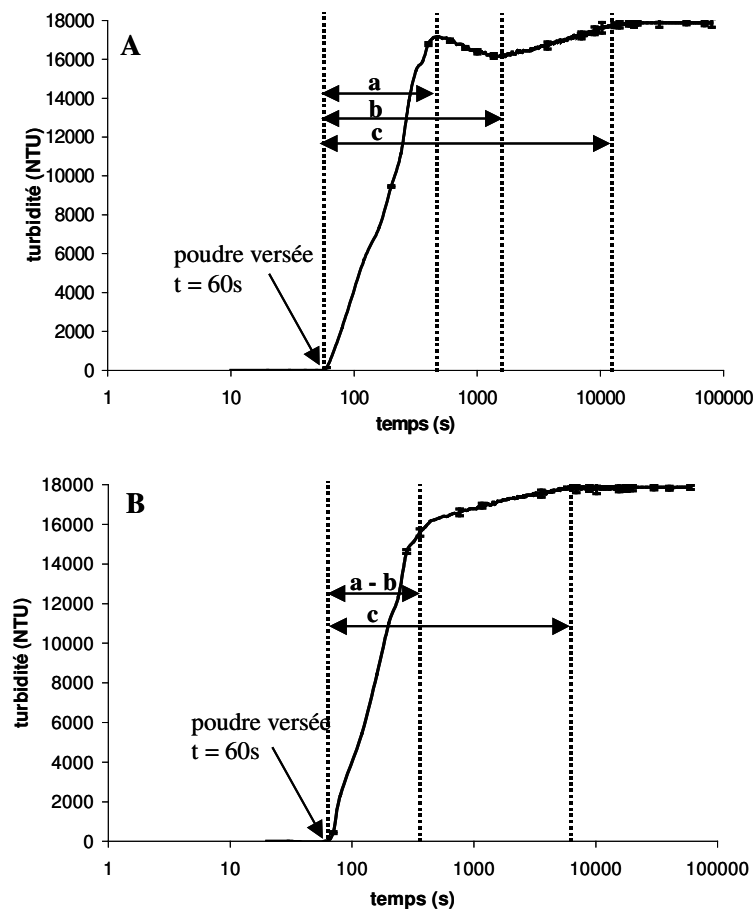 A
18000
16000
14000
12000
10000
8000
6000
4000
2000
0
turbidité (NTU)
a
b
c
poudre versée
t = 60s
1 10 100 1000 10000 100000
temps (s)
B
18000
16000
14000
12000
10000
8000
6000
4000
2000
0
turbidité (NTU)
a - b
c
poudre versée
t = 60s
1 10 100 1000 10000 100000
temps (s)